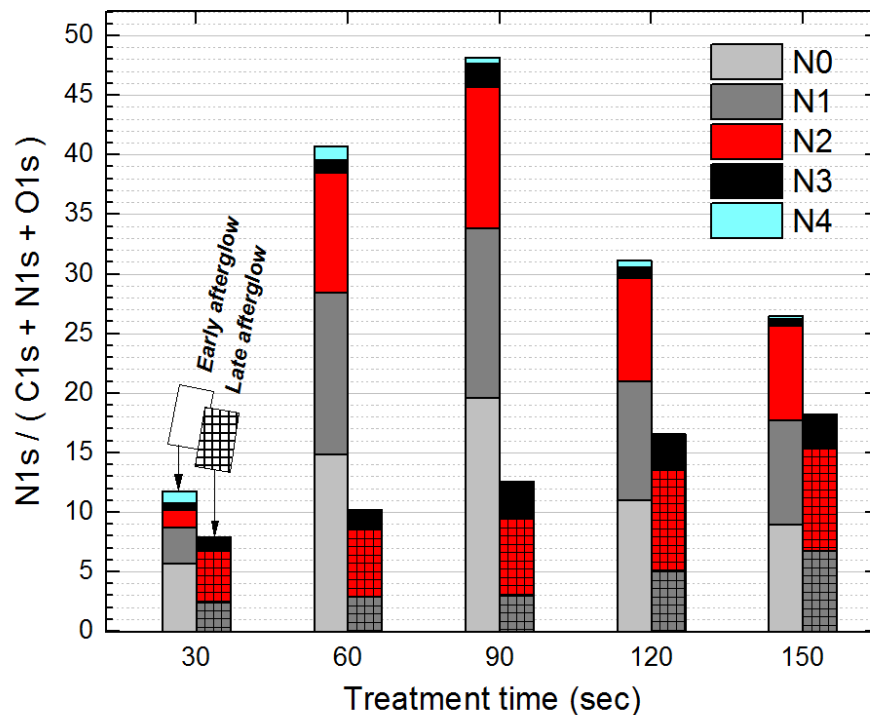 N1s / ( C1s + N1s + O1s )
50
45
40
35
30
25
20
15
10
5
0
N0
N1
N2
N3
N4
Early afterglow
Late afterglow
30 60 90 120 150
Treatment time (sec)